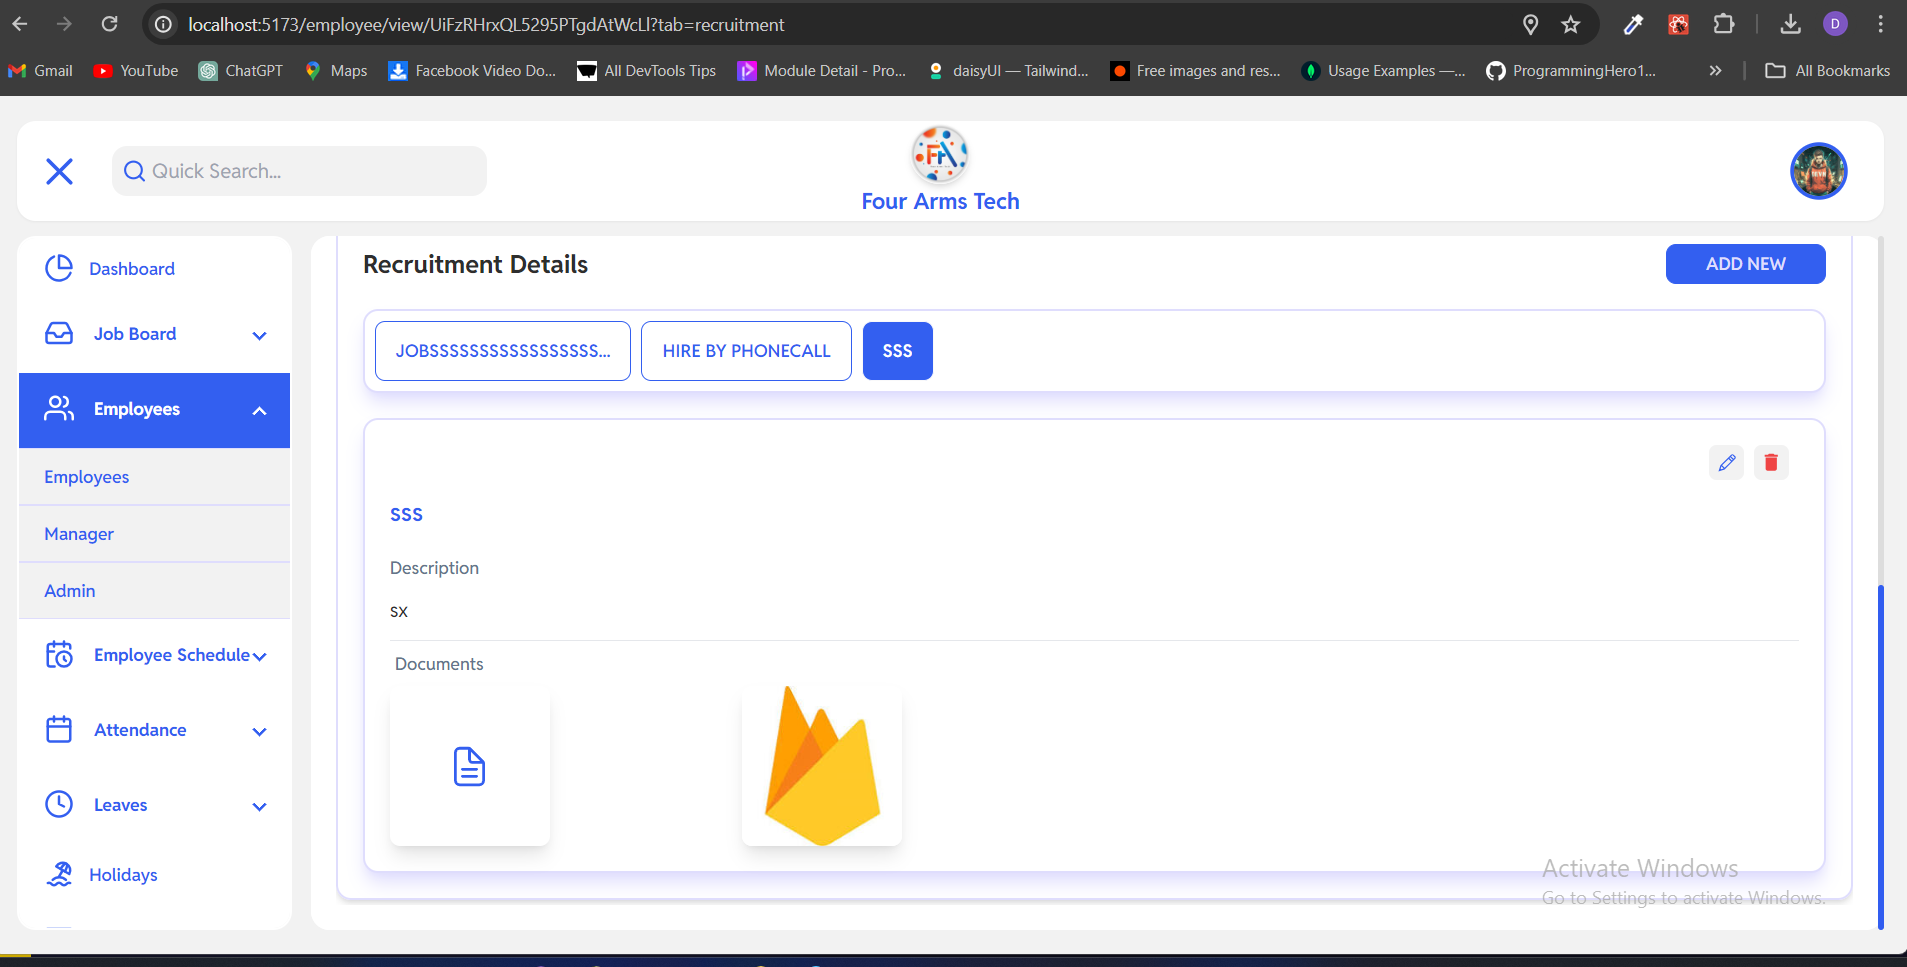 localhost:5173/employee/view/UiFzRHrxQL5295PTgdAtWcLl?tab=recruitment
D
Gmail
YouTube
ChatGPT
Maps
Facebook Video Do...
All DevTools Tips
Module Detail - Pro...
daisyUI — Tailwind...
Free images and res...
Usage Examples —...
ProgrammingHero1...
All Bookmarks
Quick Search...
Four Arms Tech
Dashboard
Job Board
Employees
Employees
Manager
Admin
Employee Schedule
Attendance
Leaves
Holidays
Recruitment Details
ADD NEW
JOBSSSSSSSSSSSSSSSSS...
HIRE BY PHONECALL
SSS
SSS
Description
sx
Documents
Activate Windows
Go to Settings to activate Windows.